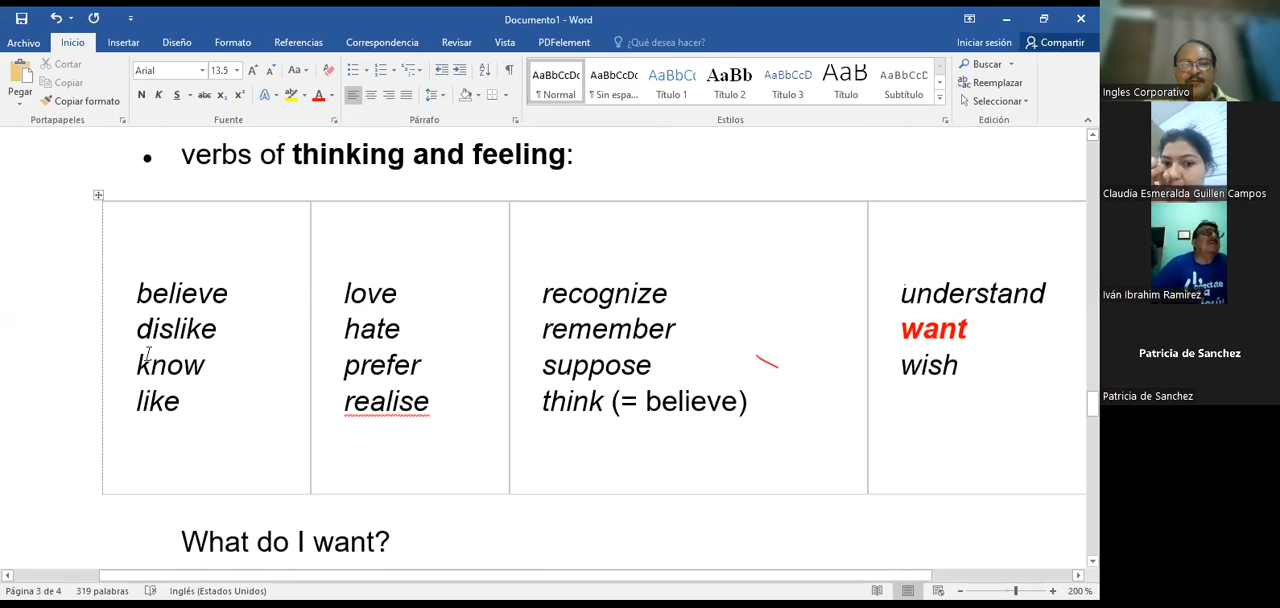 Documento1 - Word
Archivo Inicio Insertar Diseño Formato Referencias Correspondencia Revisar Vista PDFelement ¿Qué desea hacer? Iniciar sesión Compartir
Pegar
Cortar
Copiar
Copiar formato
Portapapeles
Arial 13.5
N K S abc x₂ x²
Fuente
Párrafo
AaBbCcDc AaBbCcDc AaBbC AaBb AaBbCcD AaB AaBbCcD
¶ Normal ¶ Sin espa... Título 1 Título 2 Título 3 Título Subtítulo
Estilos
Buscar
Reemplazar
Seleccionar
Edición
• verbs of thinking and feeling:
believe love recognize understand
dislike hate remember want
know prefer suppose wish
like realise think (= believe)
What do I want?
Página 3 de 4 319 palabras Inglés (Estados Unidos) 200 %
Ingles Corporativo
Claudia Esmeralda Guillen Campos
Iván Ibrahim Ramírez
Patricia de Sanchez
Patricia de Sanchez